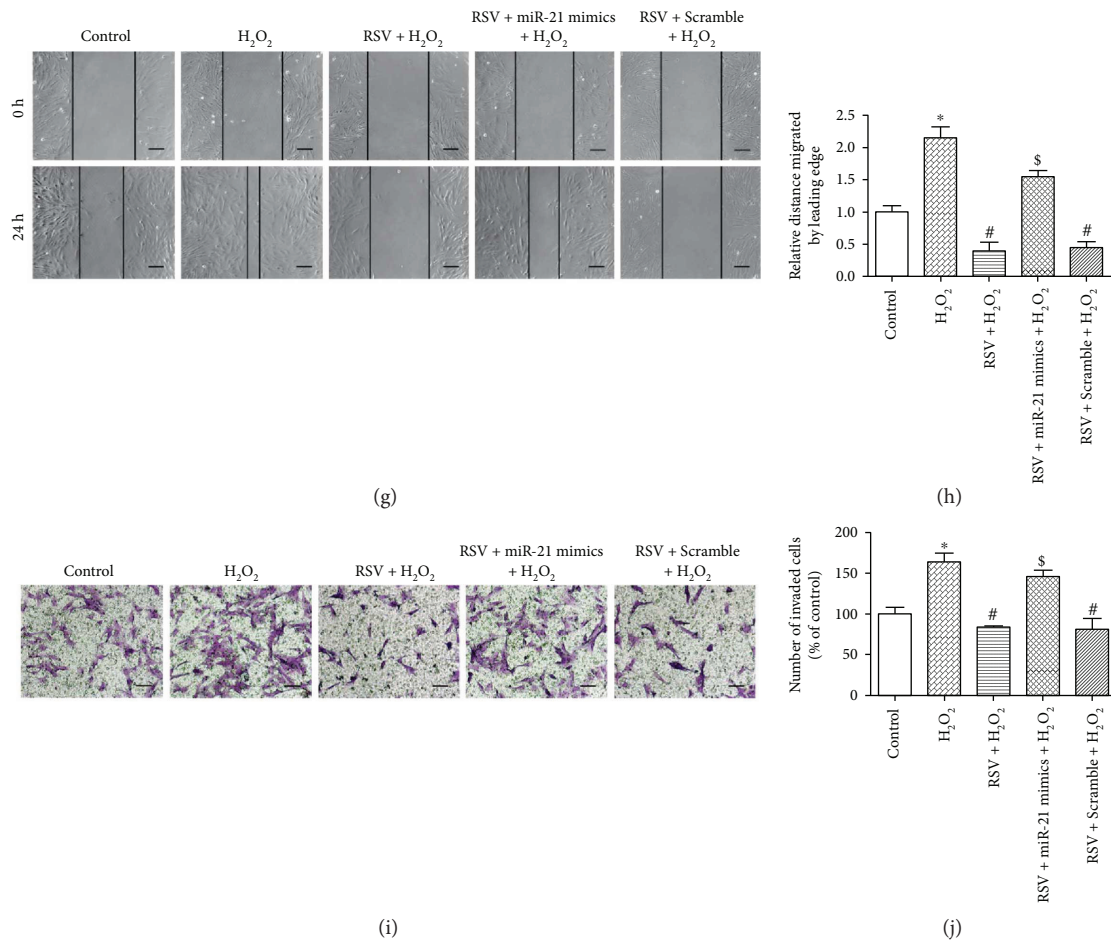 Control
H₂O₂
RSV + H₂O₂
RSV + miR-21 mimics
+ H₂O₂
RSV + Scramble
+ H₂O₂
0 h
24 h
(g)
Relative distance migrated
by leading edge
2.5
2.0
1.5
1.0
0.5
0.0
*
#
$
#
Control
H₂O₂
RSV + H₂O₂
RSV + miR-21 mimics + H₂O₂
RSV + Scramble + H₂O₂
(h)
Control
H₂O₂
RSV + H₂O₂
RSV + miR-21 mimics
+ H₂O₂
RSV + Scramble
+ H₂O₂
(i)
Number of invaded cells
(% of control)
200
150
100
50
0
*
#
$
#
Control
H₂O₂
RSV + H₂O₂
RSV + miR-21 mimics + H₂O₂
RSV + Scramble + H₂O₂
(j)